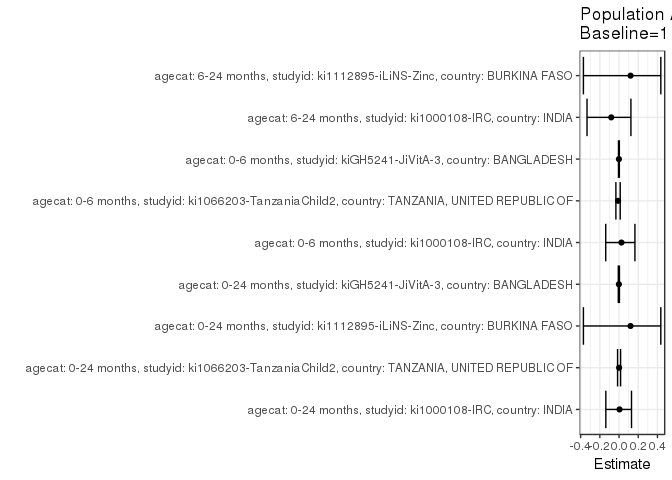 Population
Baseline=1
agecat: 6-24 months, studyid: ki1112895-iLiNS-Zinc, country: BURKINA FASO
agecat: 6-24 months, studyid: ki1000108-IRC, country: INDIA
agecat: 0-6 months, studyid: kiGH5241-JiVitA-3, country: BANGLADESH
agecat: 0-6 months, studyid: ki1066203-TanzaniaChild2, country: TANZANIA, UNITED REPUBLIC OF
agecat: 0-6 months, studyid: ki1000108-IRC, country: INDIA
agecat: 0-24 months, studyid: kiGH5241-JiVitA-3, country: BANGLADESH
agecat: 0-24 months, studyid: ki1112895-iLiNS-Zinc, country: BURKINA FASO
agecat: 0-24 months, studyid: ki1066203-TanzaniaChild2, country: TANZANIA, UNITED REPUBLIC OF
agecat: 0-24 months, studyid: ki1000108-IRC, country: INDIA
-0.4-0.20.0 0.2 0.4
Estimate